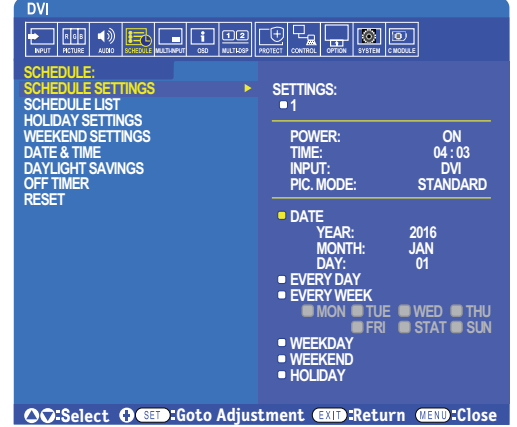 DVI
INPUT RGB PICTURE AUDIO SCHEDULE MULTI-INPUT i OSD 1 2 MULTI-DSP PROTECT CONTROL OPTION SYSTEM C MODULE
SCHEDULE:
SCHEDULE SETTINGS
SCHEDULE LIST
HOLIDAY SETTINGS
WEEKEND SETTINGS
DATE & TIME
DAYLIGHT SAVINGS
OFF TIMER
RESET
SETTINGS:
1
POWER: ON
TIME: 04 : 03
INPUT: DVI
PIC. MODE: STANDARD
DATE
YEAR: 2016
MONTH: JAN
DAY: 01
EVERY DAY
EVERY WEEK
MON TUE WED THU
FRI STAT SUN
WEEKDAY
WEEKEND
HOLIDAY
:Select SET:Goto Adjustment EXIT:Return MENU:Close